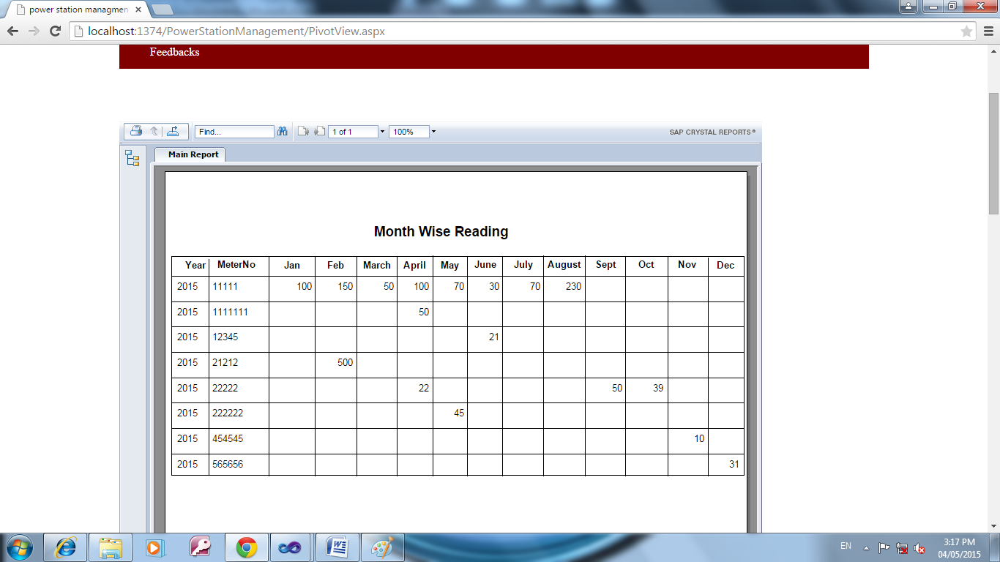 power station managmen
localhost:1374/PowerStationManagement/PivotView.aspx
Feedbacks
Find... 1 of 1 100% SAP CRYSTAL REPORTS®
Main Report
Month Wise Reading
Year MeterNo Jan Feb March April May June July August Sept Oct Nov Dec
2015 11111 100 150 50 100 70 30 70 230
2015 1111111 50
2015 12345 21
2015 21212 500
2015 22222 22 50 39
2015 222222 45
2015 454545 10
2015 565656 31
EN 3:17 PM
04/05/2015